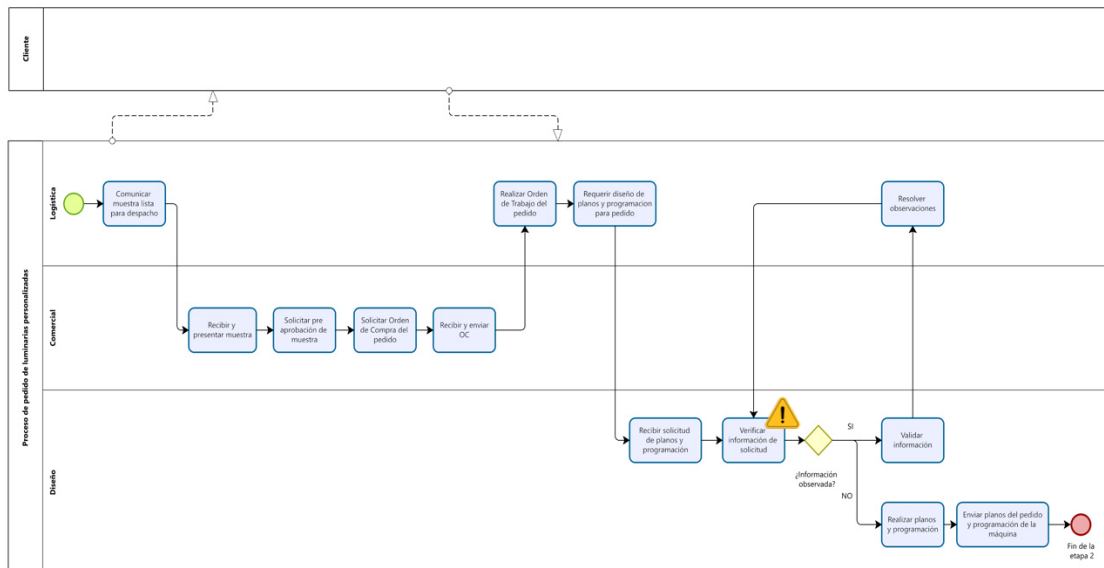 Cliente
Proceso de pedido de luminarias personalizadas
Logística
Comunicar
muestra lista
para despacho
Realizar Orden
de Trabajo del
pedido
Requerir diseño de
planos y programacion
para pedido
Resolver
observaciones
Comercial
Recibir y
presentar muestra
Solicitar pre
aprobación de
muestra
Solicitar Orden
de Compra del
pedido
Recibir y enviar
OC
Diseño
Recibir solicitud
de planos y
programación
Verificar
información de
solicitud
¿Información
observada?
SI
Validar
información
NO
Realizar planos
y programación
Enviar planos del pedido
y programación de la
máquina
Fin de la
etapa 2